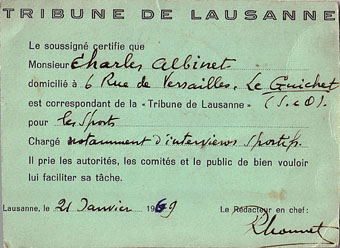 TRIBUNE DE LAUSANNE
Le soussigné certifie que
Monsieur Charles Albinet
domicilié à 6 Rue de Versailles, Le Guichet
est correspondant de la « Tribune de Lausanne » (S. et O).
pour les Sports
Chargé notamment d'interviews Sportifs.
Il prie les autorités, les comités et le public de bien vouloir
lui faciliter sa tâche.
Lausanne, le 21 Janvier 1969 Le Rédacteur en chef :